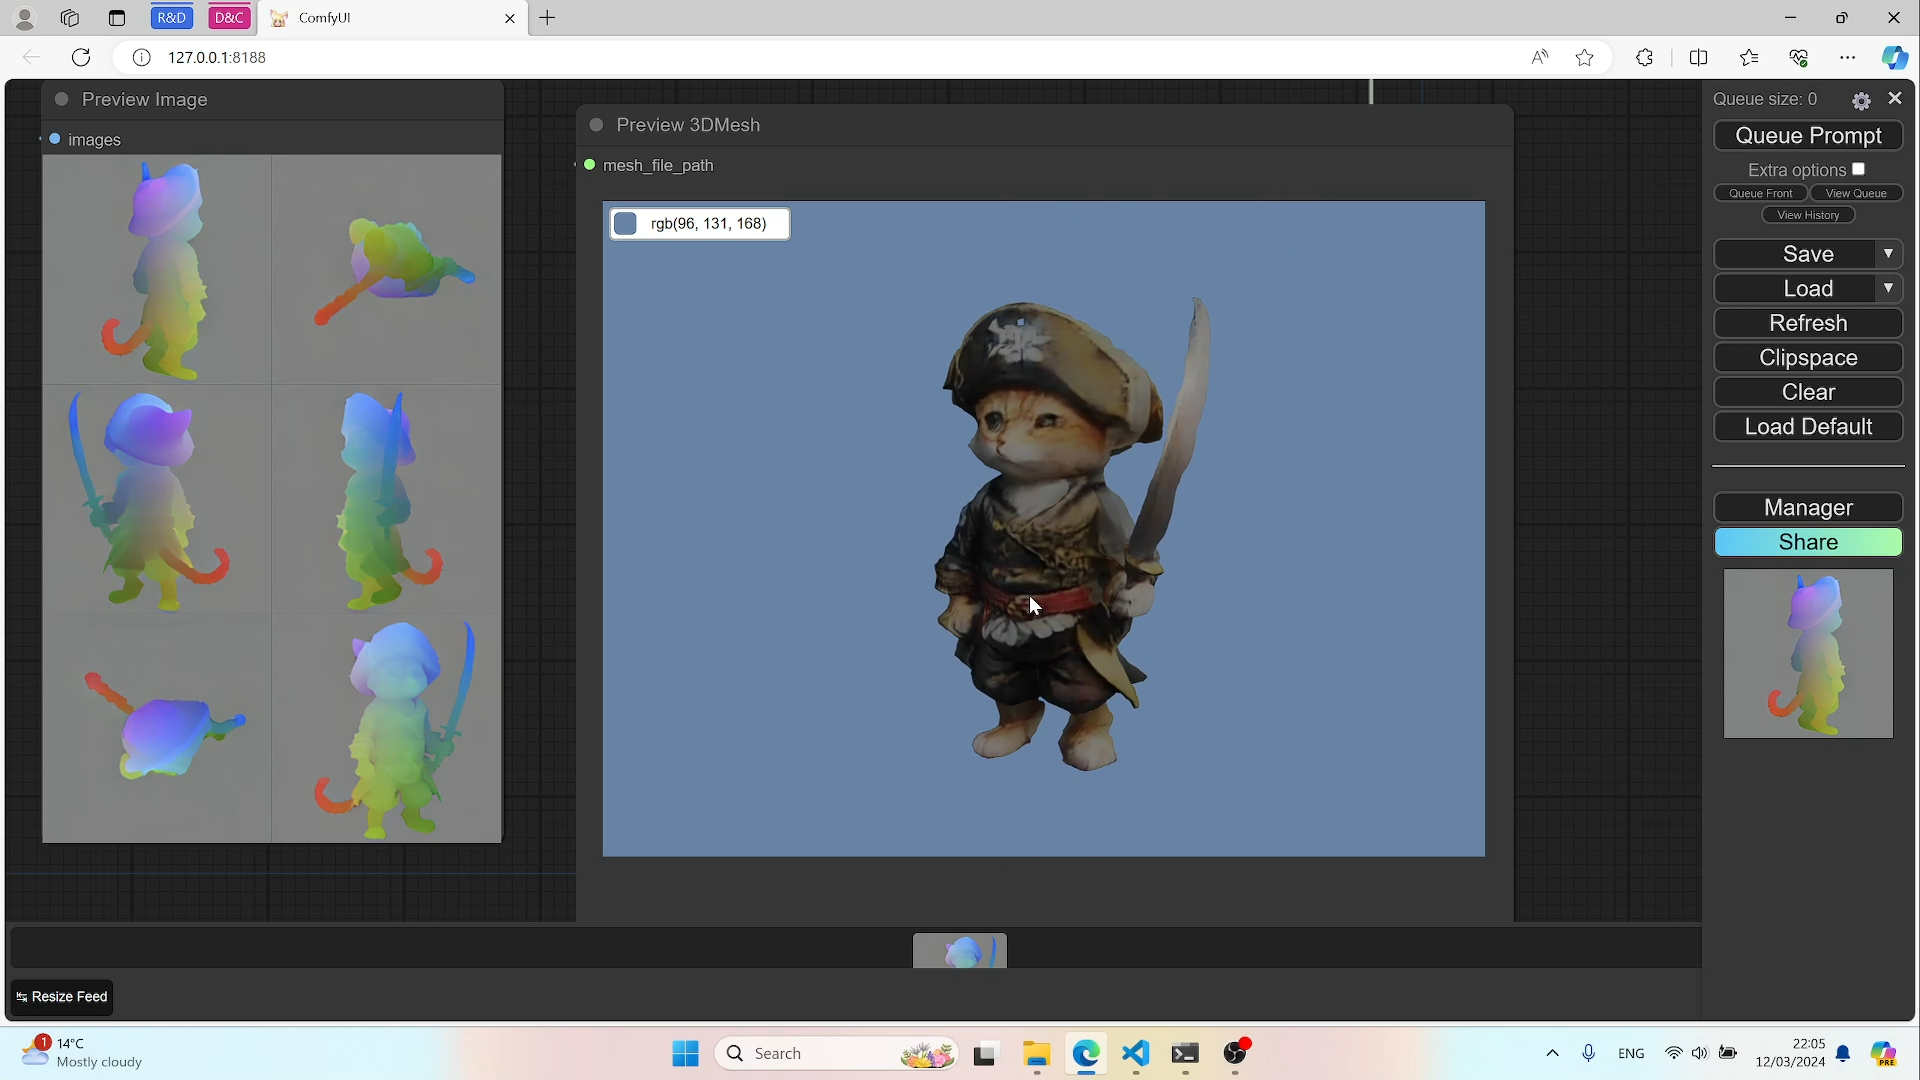 R&D
D&C
ComfyUI
127.0.0.1:8188
Preview Image
images
Preview 3DMesh
mesh_file_path
rgb(96, 131, 168)
Queue size: 0
Queue Prompt
Extra options
Queue Front
View Queue
View History
Save
Load
Refresh
Clipspace
Clear
Load Default
Manager
Share
Resize Feed
1
14°C
Mostly cloudy
Search
ENG
22:05
12/03/2024
PRE